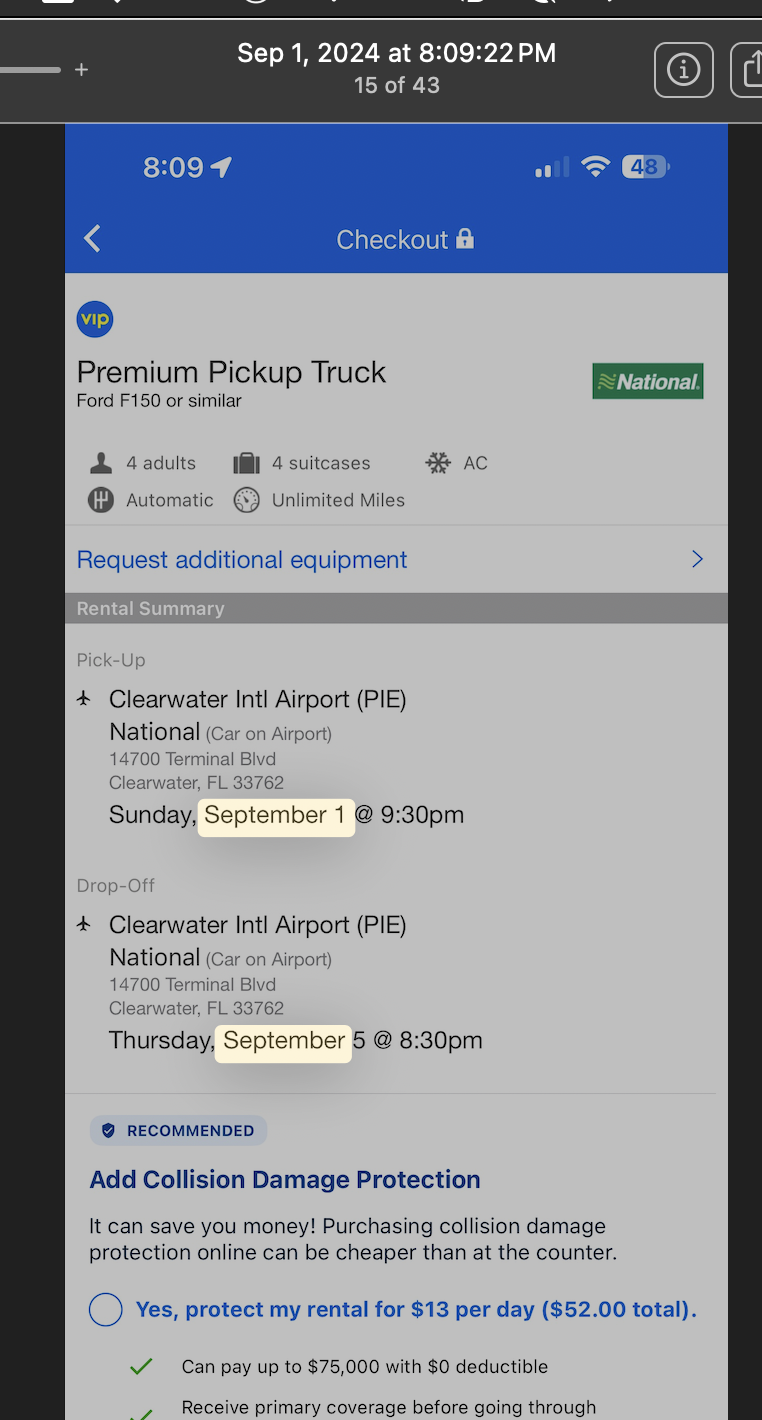 Sep 1, 2024 at 8:09:22 PM
15 of 43
8:09
48
Checkout
vip
Premium Pickup Truck
Ford F150 or similar
National.
4 adults
4 suitcases
AC
Automatic
Unlimited Miles
Request additional equipment
Rental Summary
Pick-Up
Clearwater Intl Airport (PIE)
National (Car on Airport)
14700 Terminal Blvd
Clearwater, FL 33762
Sunday, September 1 @ 9:30pm
Drop-Off
Clearwater Intl Airport (PIE)
National (Car on Airport)
14700 Terminal Blvd
Clearwater, FL 33762
Thursday, September 5 @ 8:30pm
RECOMMENDED
Add Collision Damage Protection
It can save you money! Purchasing collision damage
protection online can be cheaper than at the counter.
Yes, protect my rental for $13 per day ($52.00 total).
Can pay up to $75,000 with $0 deductible
Receive primary coverage before going through